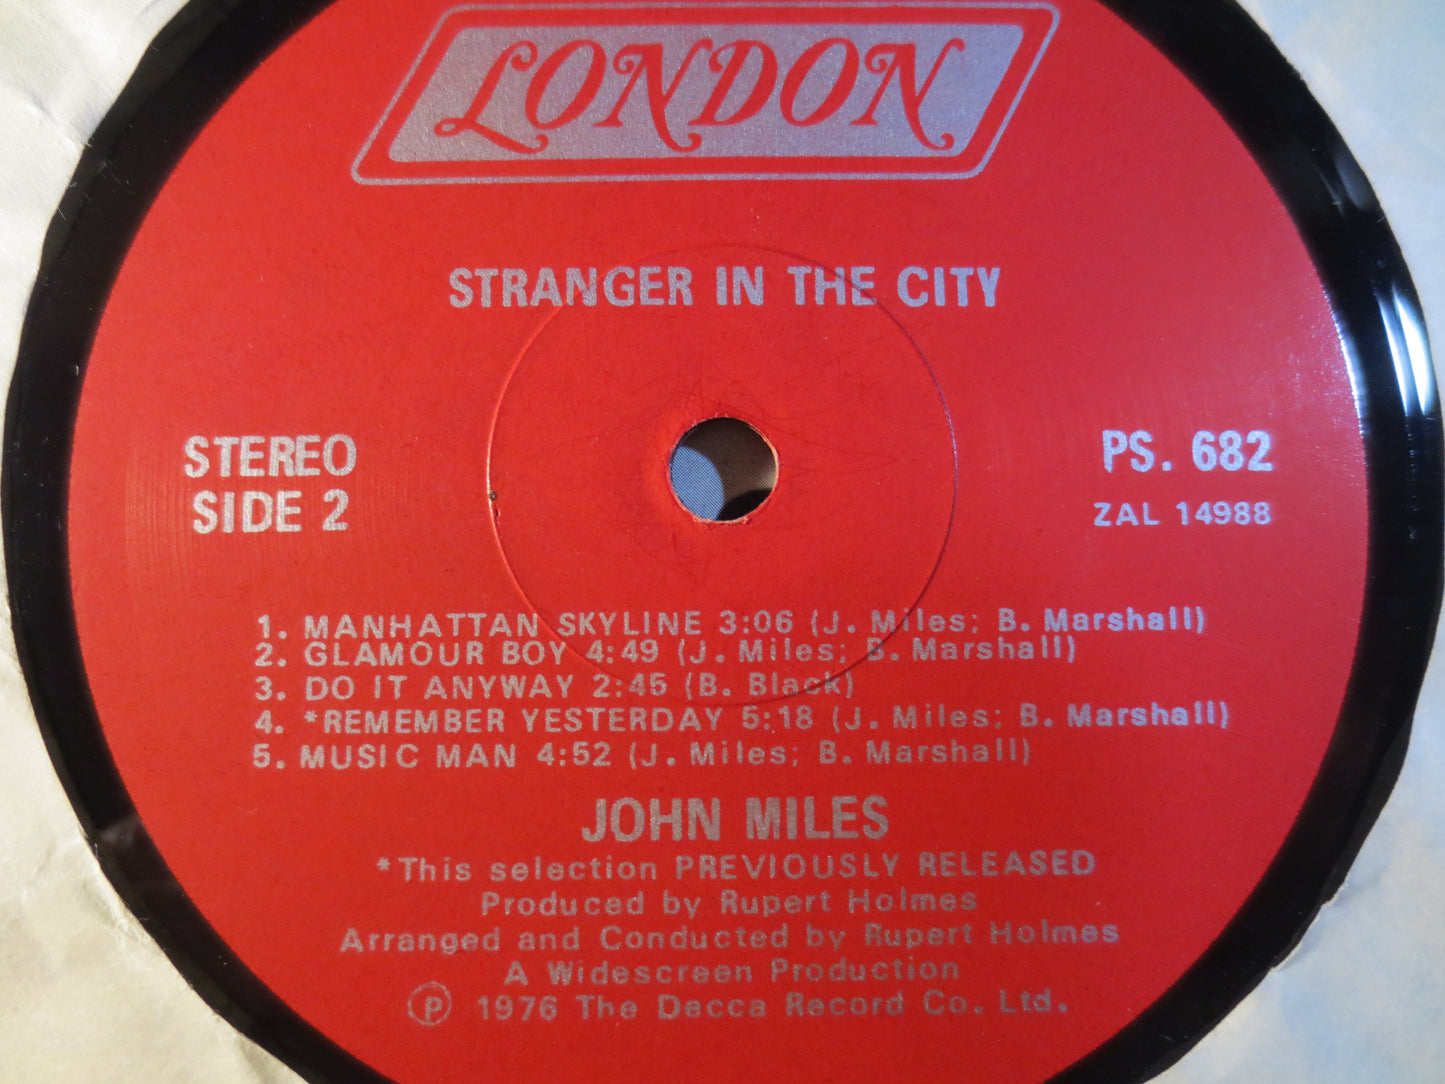 LONDON
STRANGER IN THE CITY
STEREO
SIDE 2
PS. 682
ZAL 14988
1. MANHATTAN SKYLINE 3:06 (J. Miles; B. Marshall)
2. GLAMOUR BOY 4:49 (J. Miles; B. Marshall)
3. DO IT ANYWAY 2:45 (B. Black)
4. *REMEMBER YESTERDAY 5:18 (J. Miles; B. Marshall)
5. MUSIC MAN 4:52 (J. Miles; B. Marshall)
JOHN MILES
*This selection PREVIOUSLY RELEASED
Produced by Rupert Holmes
Arranged and Conducted by Rupert Holmes
A Widescreen Production
Ⓟ 1976 The Decca Record Co. Ltd.